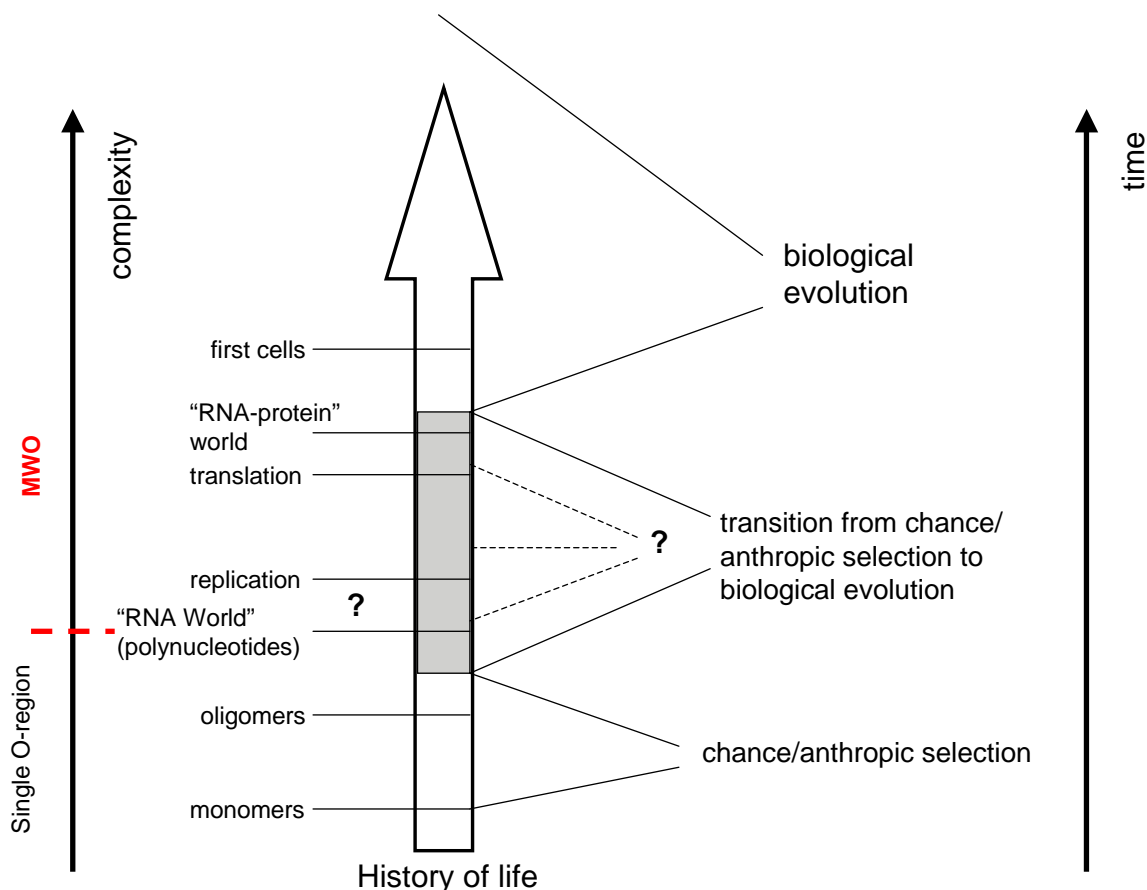 complexity
time
biological
evolution
first cells
“RNA-protein”
world
MWO
translation
transition from chance/
anthropic selection to
biological evolution
?
replication
?
“RNA World”
(polynucleotides)
Single O-region
oligomers
chance/anthropic selection
monomers
History of life